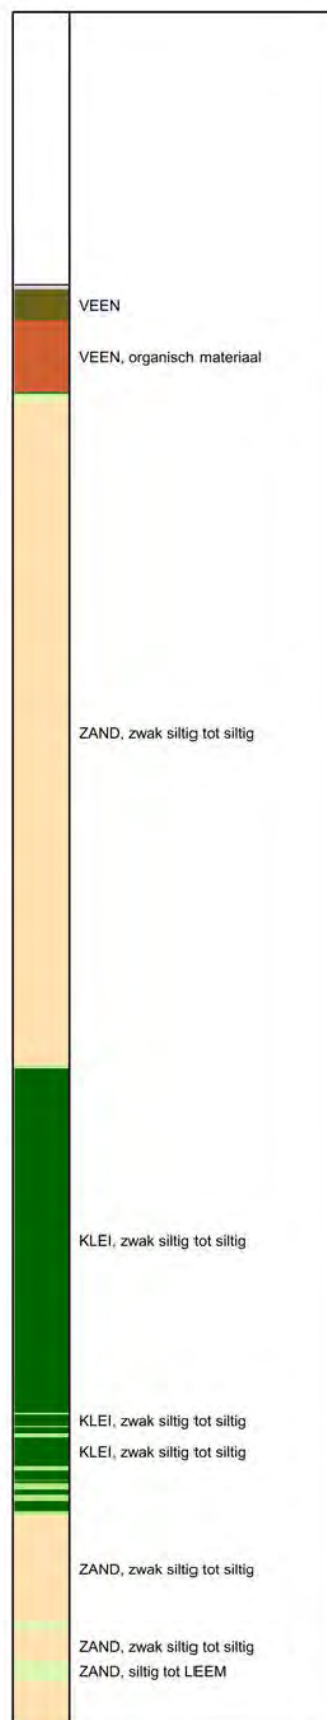 VEEN
VEEN, organisch materiaal
ZAND, zwak siltig tot siltig
KLEI, zwak siltig tot siltig
KLEI, zwak siltig tot siltig
KLEI, zwak siltig tot siltig
ZAND, zwak siltig tot siltig
ZAND, zwak siltig tot siltig
ZAND, siltig tot LEEM